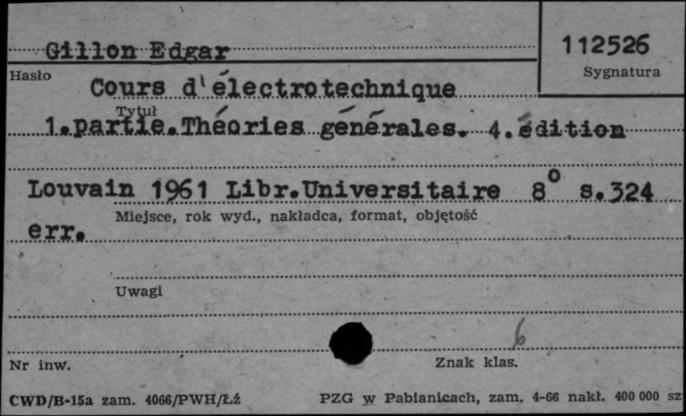 Gillon Edgar
112526
Hasło
Sygnatura
Cours d'électrotechnique
Tytuł
1.partie.Théories générales. 4.édition
Louvain 1961 Libr.Universitaire 8° s.324
Miejsce, rok wyd., nakładca, format, objętość
err.
Uwagi
6
Nr inw.
Znak klas.
CWD/B-15a zam. 4066/PWH/Łż PZG w Pabianicach, zam. 4-66 nakł. 400 000 sz